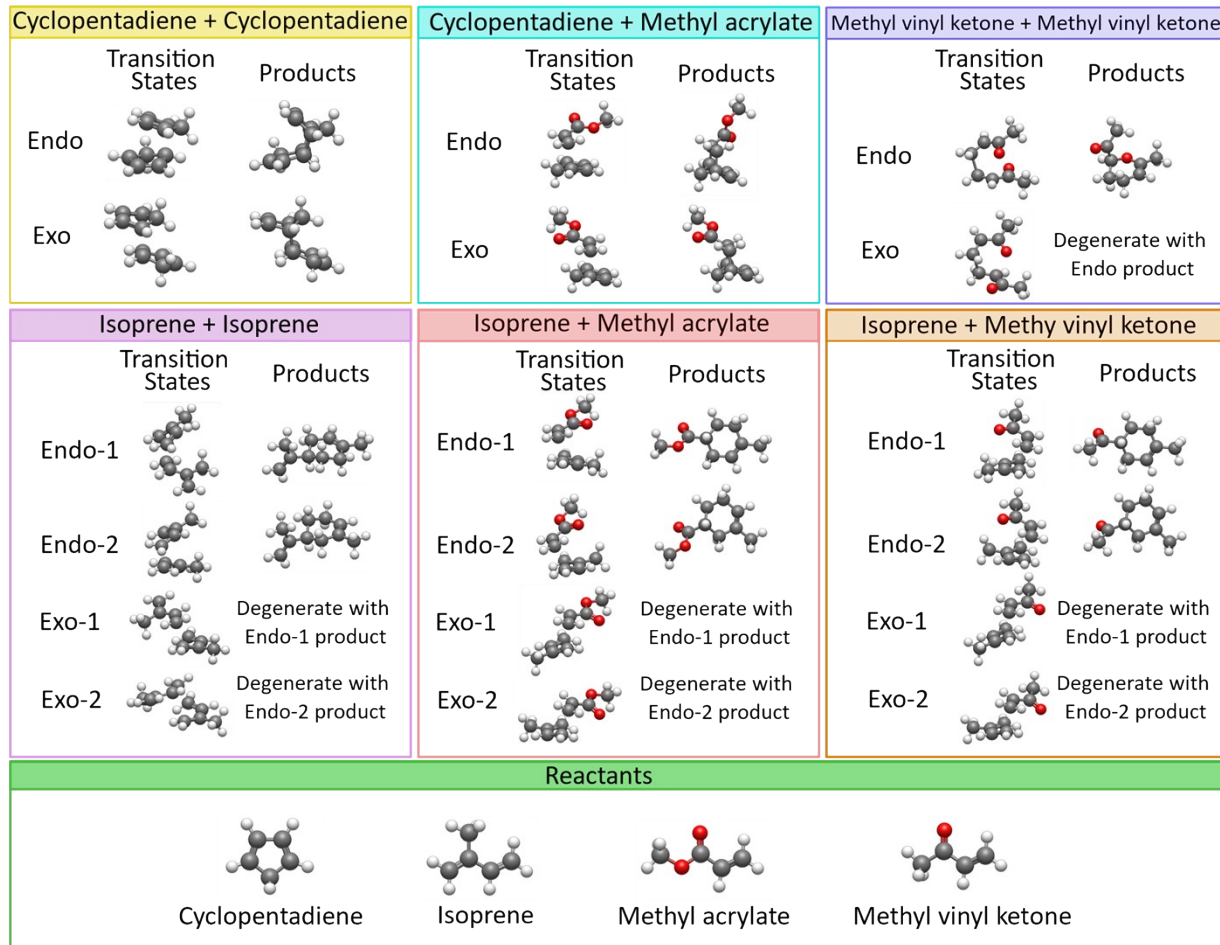 Cyclopentadiene + Cyclopentadiene
Transition
States
Products
Endo
Exo
Cyclopentadiene + Methyl acrylate
Transition
States
Products
Endo
Exo
Methyl vinyl ketone + Methyl vinyl ketone
Transition
States
Products
Endo
Exo
Degenerate with
Endo product
Isoprene + Isoprene
Transition
States
Products
Endo-1
Endo-2
Exo-1
Degenerate with
Endo-1 product
Exo-2
Degenerate with
Endo-2 product
Isoprene + Methyl acrylate
Transition
States
Products
Endo-1
Endo-2
Exo-1
Degenerate with
Endo-1 product
Exo-2
Degenerate with
Endo-2 product
Isoprene + Methy vinyl ketone
Transition
States
Products
Endo-1
Endo-2
Exo-1
Degenerate with
Endo-1 product
Exo-2
Degenerate with
Endo-2 product
Reactants
Cyclopentadiene
Isoprene
Methyl acrylate
Methyl vinyl ketone